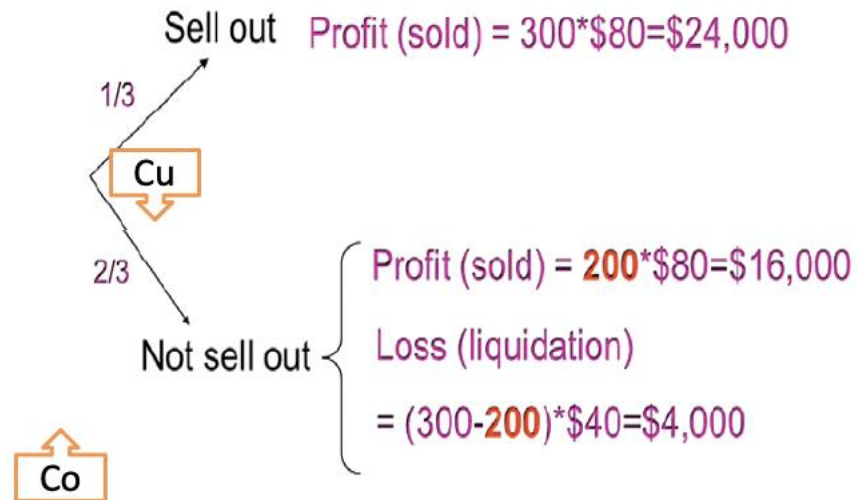 Sell out Profit (sold) = 300*$80=$24,000
1/3
Cu
2/3
Profit (sold) = 200*$80=$16,000
Not sell out
Loss (liquidation)
= (300-200)*$40=$4,000
Co